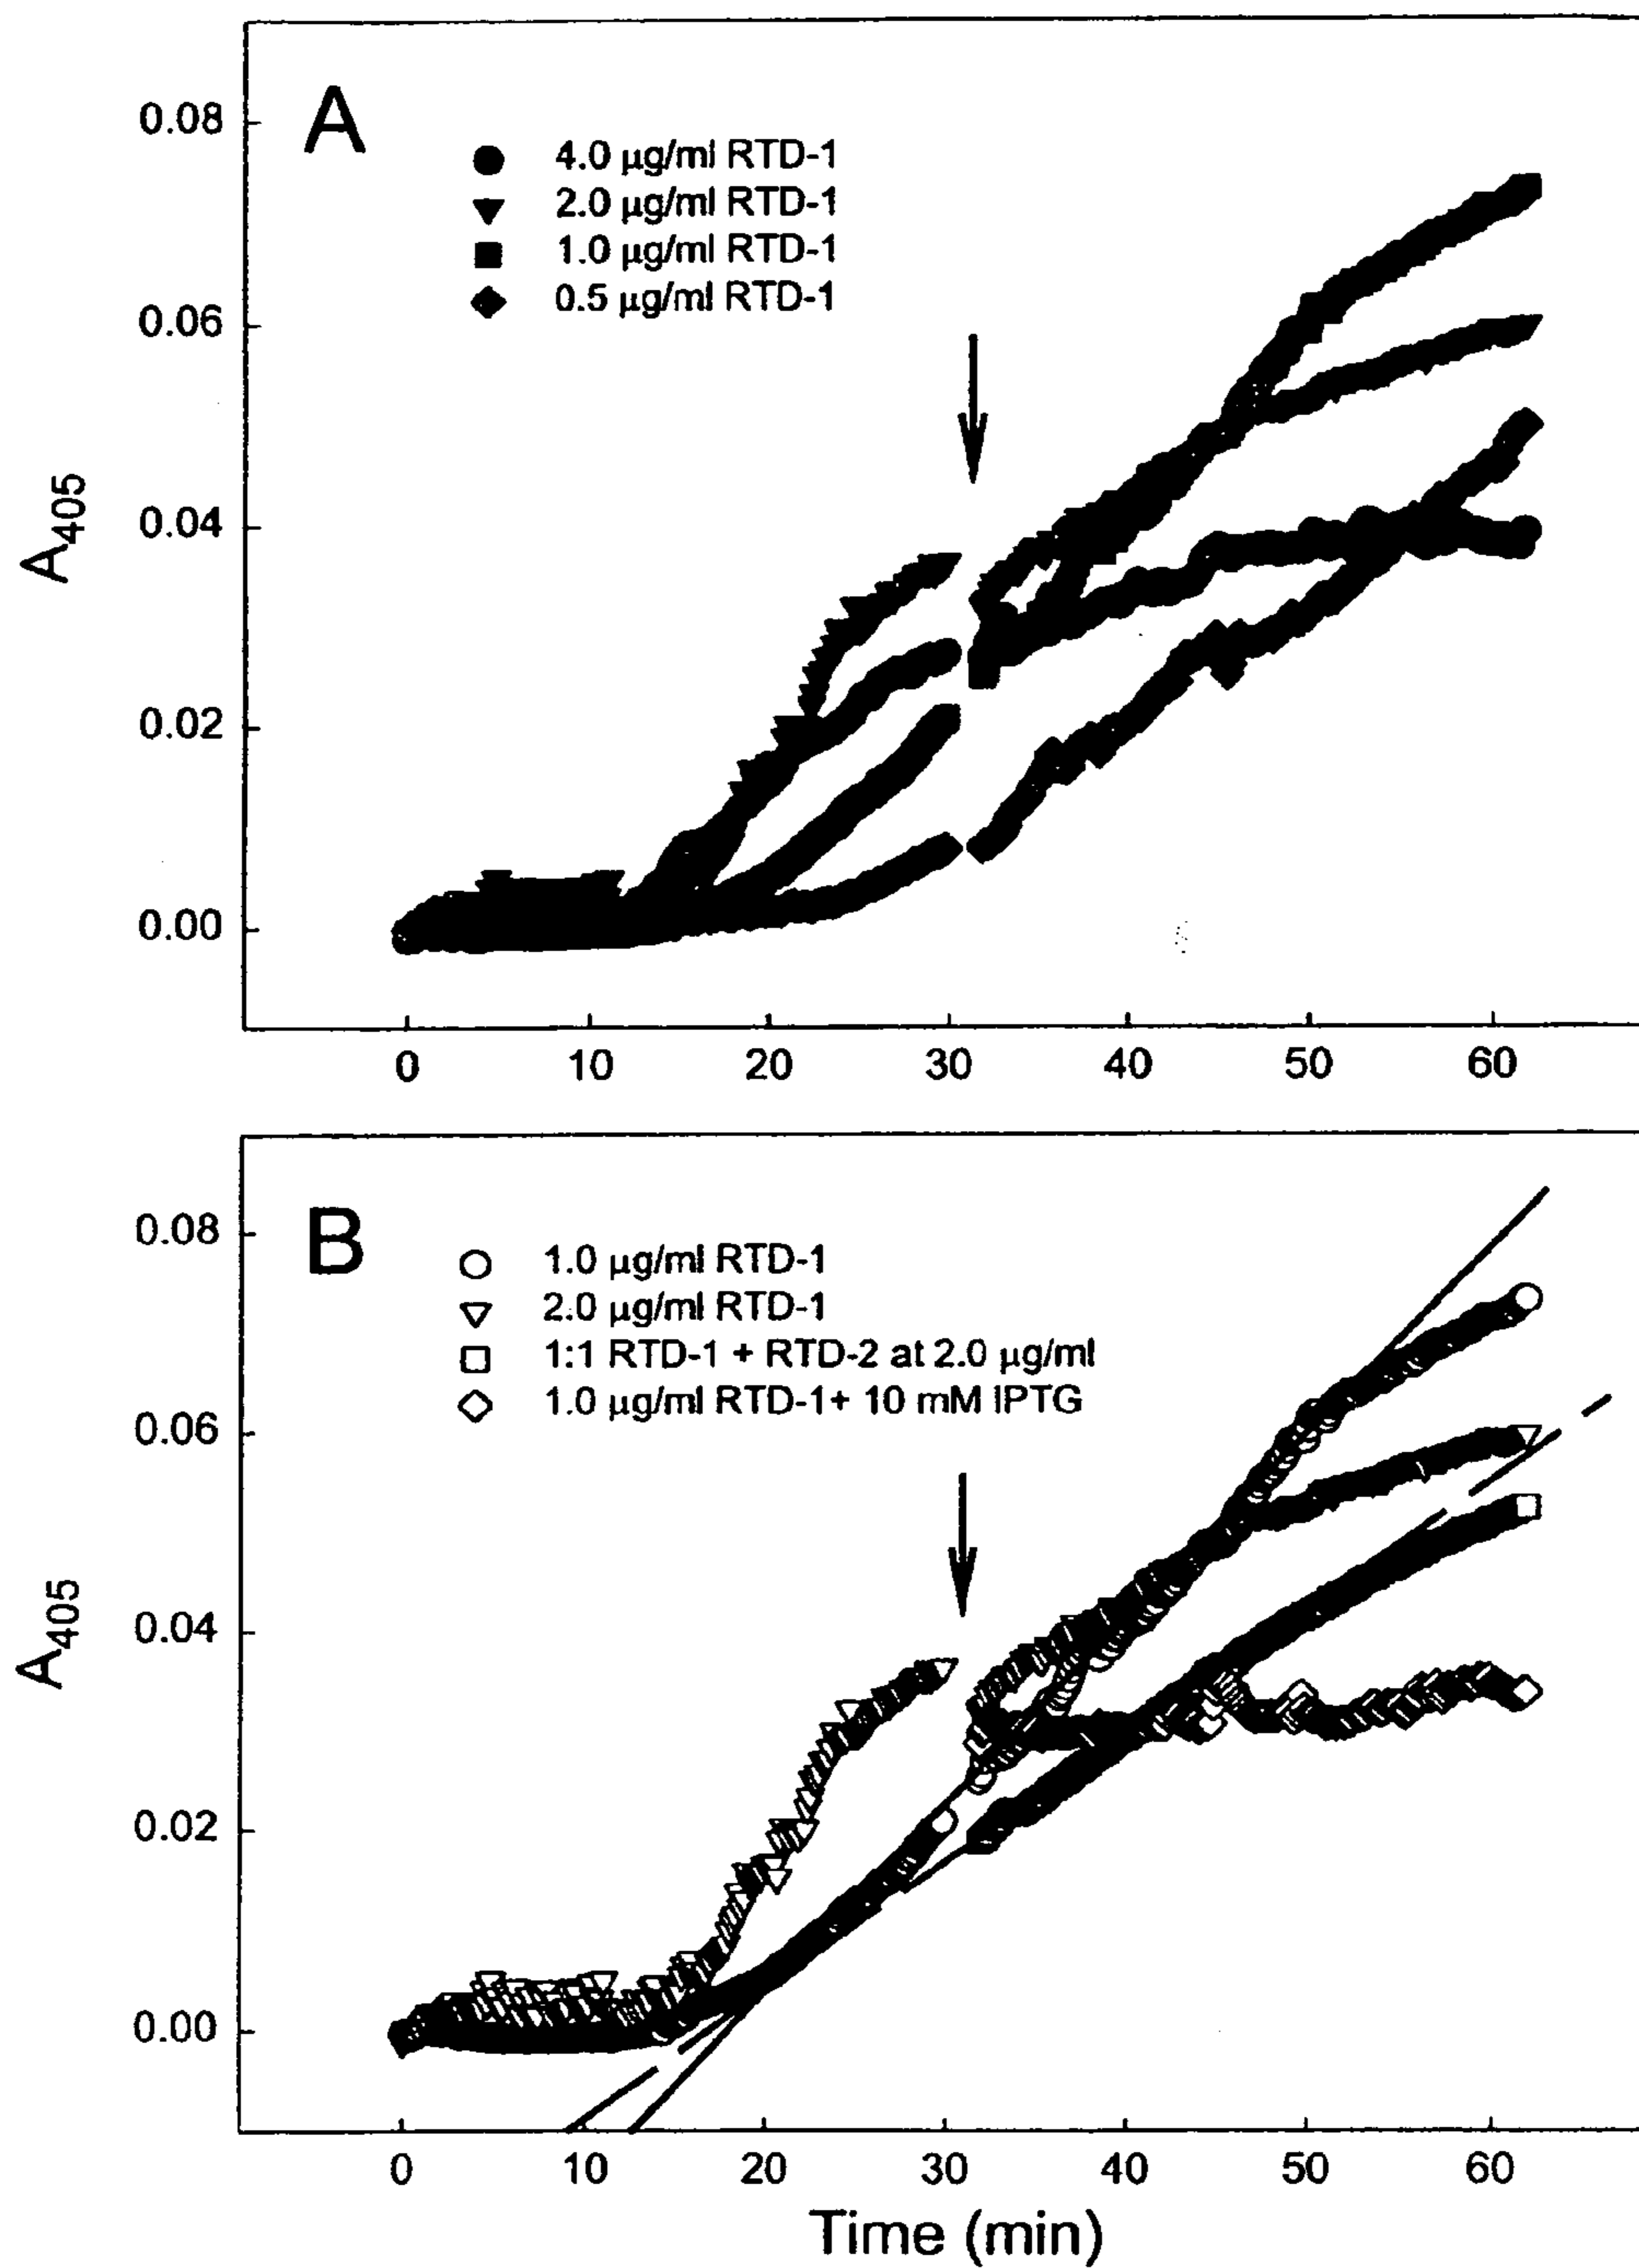 A
0.08
4.0 µg/ml RTD-1
2.0 µg/ml RTD-1
1.0 µg/ml RTD-1
0.5 µg/ml RTD-1
0.06
0.04
0.02
0.00
A405
0 10 20 30 40 50 60
B
0.08
1.0 µg/ml RTD-1
2.0 µg/ml RTD-1
1:1 RTD-1 + RTD-2 at 2.0 µg/ml
1.0 µg/ml RTD-1+ 10 mM IPTG
0.06
0.04
0.02
0.00
A405
0 10 20 30 40 50 60
Time (min)